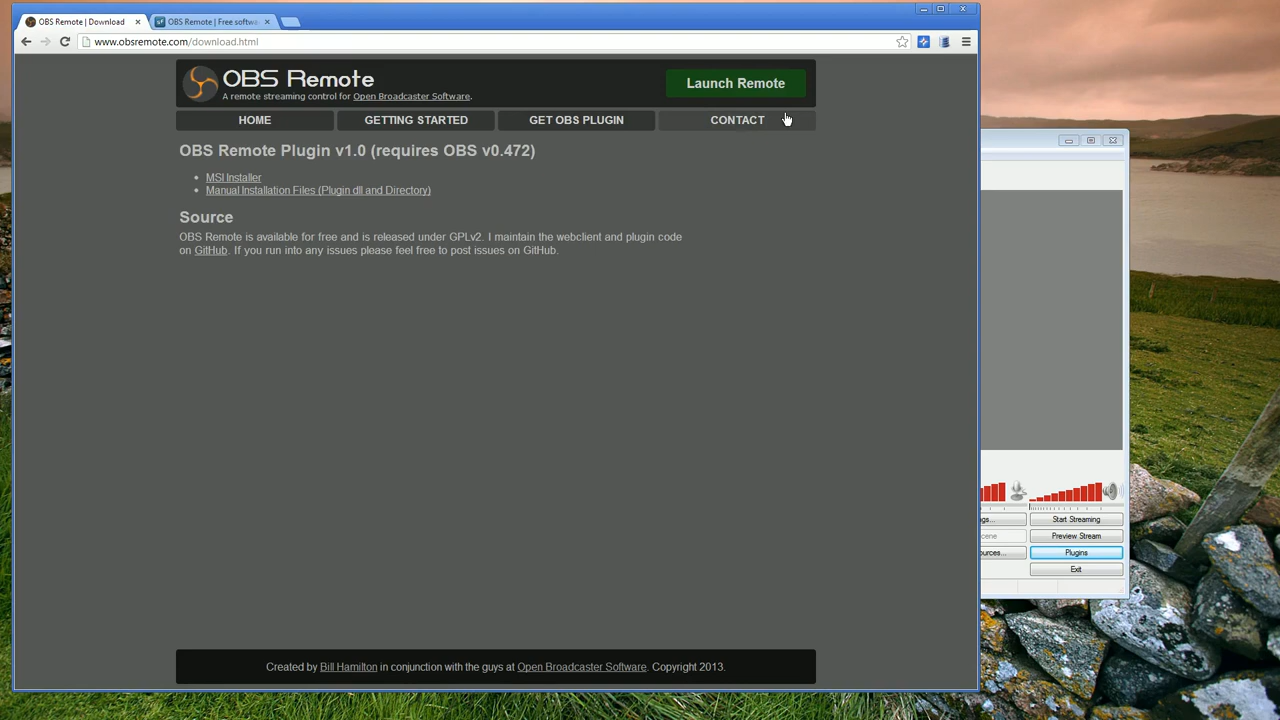 OBS Remote | Download
OBS Remote | Free softwa
www.obsremote.com/download.html
OBS Remote
A remote streaming control for Open Broadcaster Software.
Launch Remote
HOME
GETTING STARTED
GET OBS PLUGIN
CONTACT
OBS Remote Plugin v1.0 (requires OBS v0.472)
• MSI Installer
• Manual Installation Files (Plugin dll and Directory)
Source
OBS Remote is available for free and is released under GPLv2. I maintain the webclient and plugin code
on GitHub. If you run into any issues please feel free to post issues on GitHub.
gs...
Start Streaming
cene
Preview Stream
ources...
Plugins
Exit
Created by Bill Hamilton in conjunction with the guys at Open Broadcaster Software. Copyright 2013.